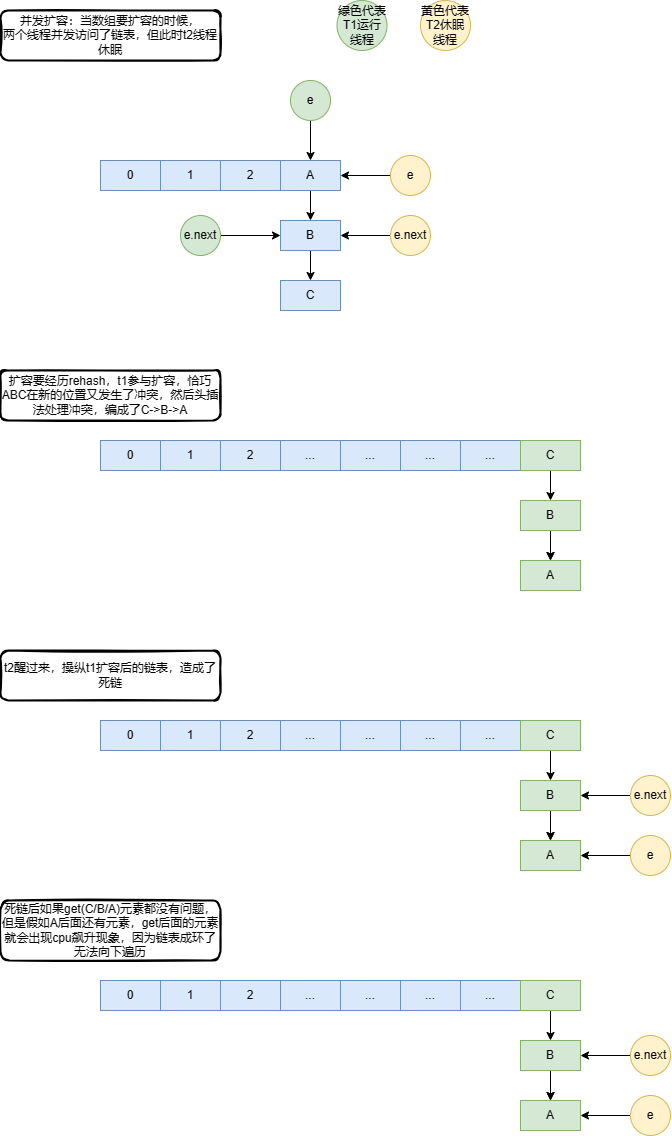 并发扩容：当数组要扩容的时候，
两个线程并发访问了链表，但此时t2线程
休眠
绿色代表
T1运行
线程
黄色代表
T2休眠
线程
e
0 1 2 A
e
e.next
B
e.next
C
扩容要经历rehash，t1参与扩容，恰巧
ABC在新的位置又发生了冲突，然后头插
法处理冲突，编成了C->B->A
0 1 2 ... ... ... ... C
B
A
t2醒过来，操纵t1扩容后的链表，造成了
死链
0 1 2 ... ... ... ... C
B
e.next
A
e
死链后如果get(C/B/A)元素都没有问题，
但是假如A后面还有元素，get后面的元素
就会出现cpu飙升现象，因为链表成环了
无法向下遍历
0 1 2 ... ... ... ... C
B
e.next
A
e